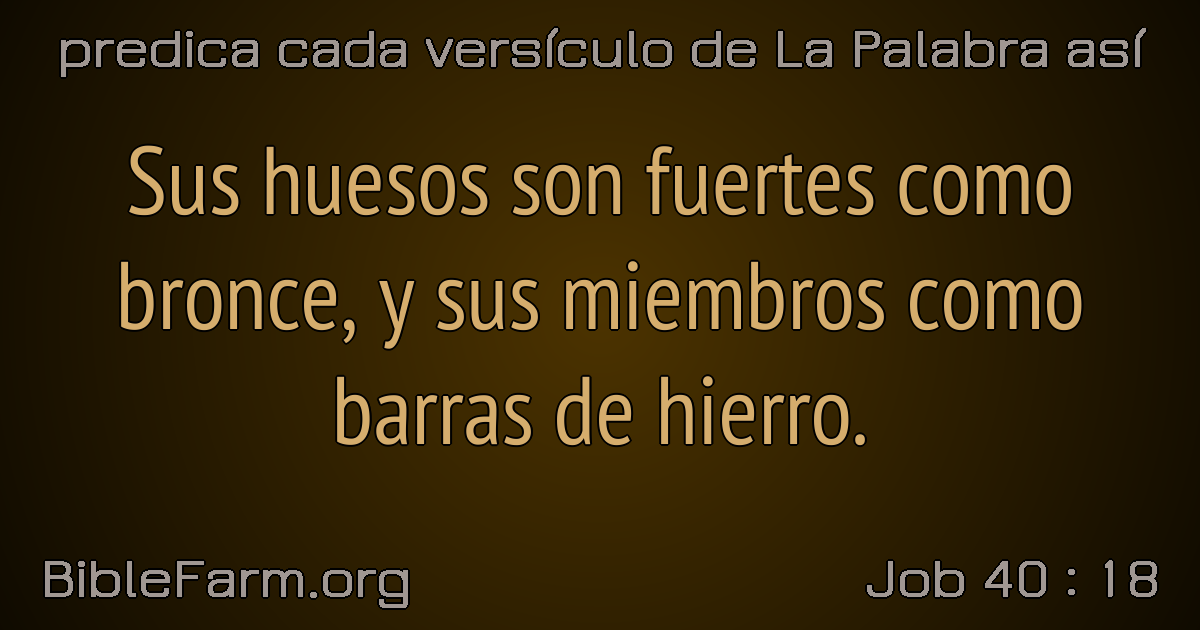 predica cada versículo de La Palabra así
Sus huesos son fuertes como
bronce, y sus miembros como
barras de hierro.
BibleFarm.org
Job 40 : 18